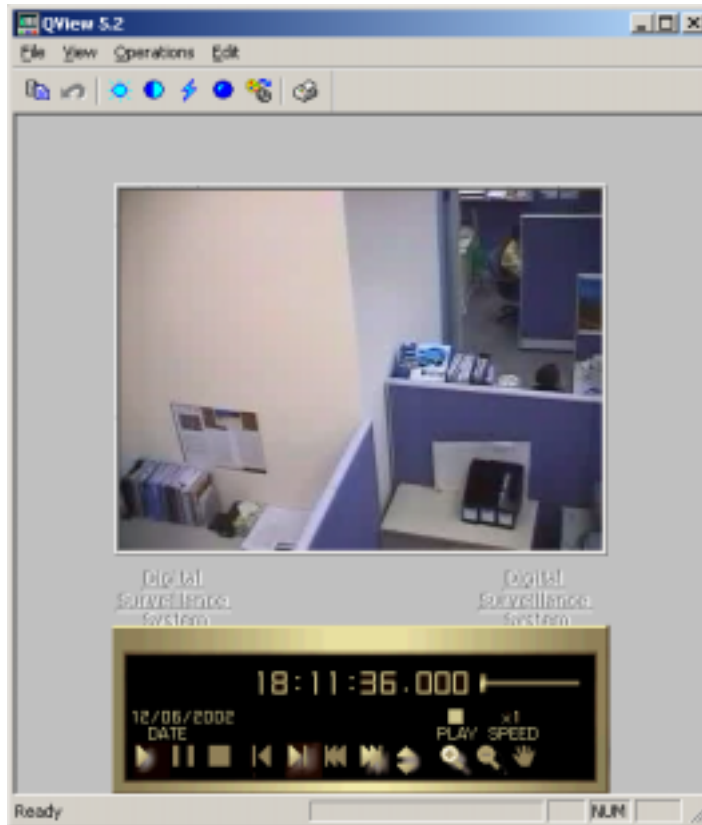 QView 5.2
File View Operations Edit
Digital
Surveillance
System
Digital
Surveillance
System
18:11:36.000
12/06/2002
DATE
x1
PLAY SPEED
Ready
NUM